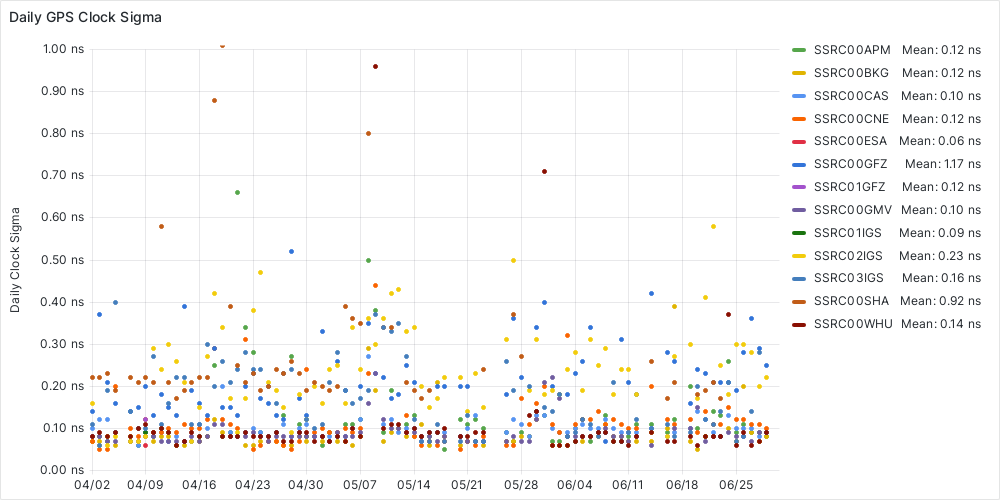 Daily GPS Clock Sigma
Daily Clock Sigma
1.00 ns
0.90 ns
0.80 ns
0.70 ns
0.60 ns
0.50 ns
0.40 ns
0.30 ns
0.20 ns
0.10 ns
0.00 ns
04/02 04/09 04/16 04/23 04/30 05/07 05/14 05/21 05/28 06/04 06/11 06/18 06/25
SSRC00APM Mean: 0.12 ns
SSRC00BKG Mean: 0.12 ns
SSRC00CAS Mean: 0.10 ns
SSRC00CNE Mean: 0.12 ns
SSRC00ESA Mean: 0.06 ns
SSRC00GFZ Mean: 1.17 ns
SSRC01GFZ Mean: 0.12 ns
SSRC00GMV Mean: 0.10 ns
SSRC01IGS Mean: 0.09 ns
SSRC02IGS Mean: 0.23 ns
SSRC03IGS Mean: 0.16 ns
SSRC00SHA Mean: 0.92 ns
SSRC00WHU Mean: 0.14 ns